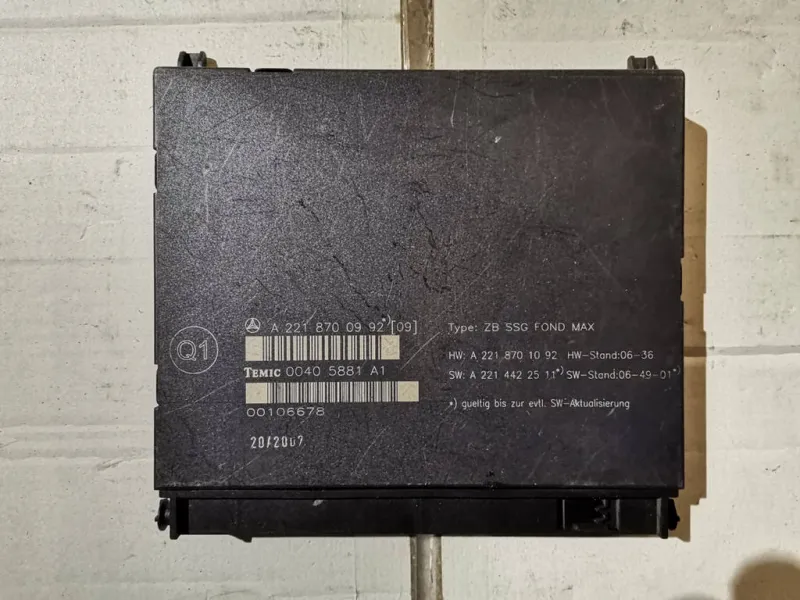 A 221 870 09 92*)[09]
Type: ZB SSG FOND MAX
HW: A 221 870 10 92 HW-Stand:06-36
Q1
TEMIC 0040 5881 A1
SW: A 221 442 25 11*) SW-Stand:06-49-01*)
*) gueltig bis zur evtl. SW-Aktualisierung
00106678